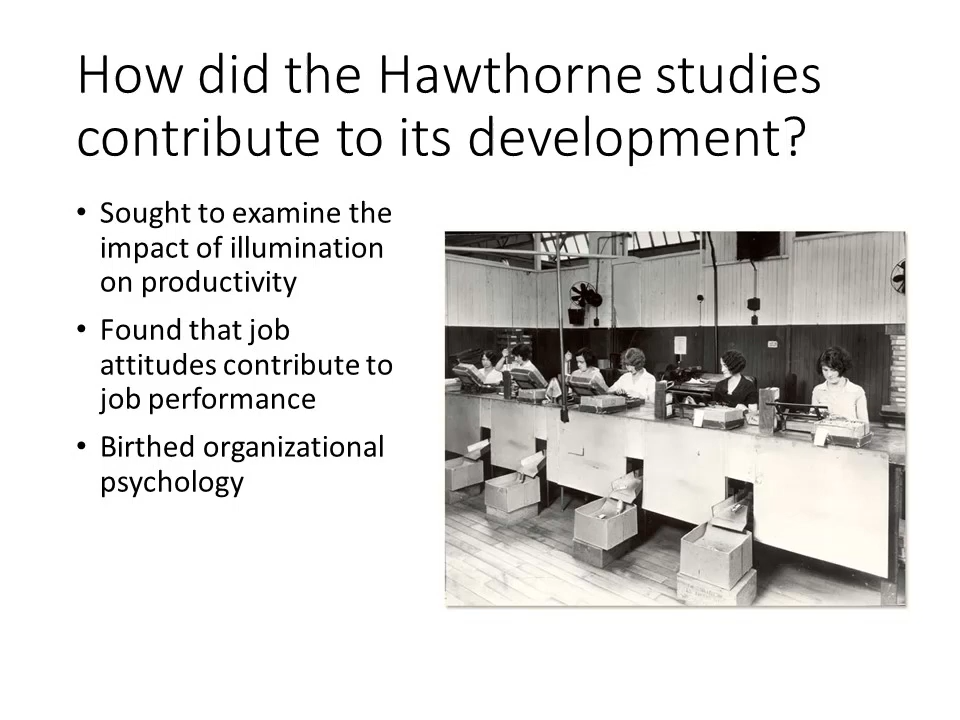 How did the Hawthorne studies
contribute to its development?
• Sought to examine the
impact of illumination
on productivity
• Found that job
attitudes contribute to
job performance
• Birthed organizational
psychology